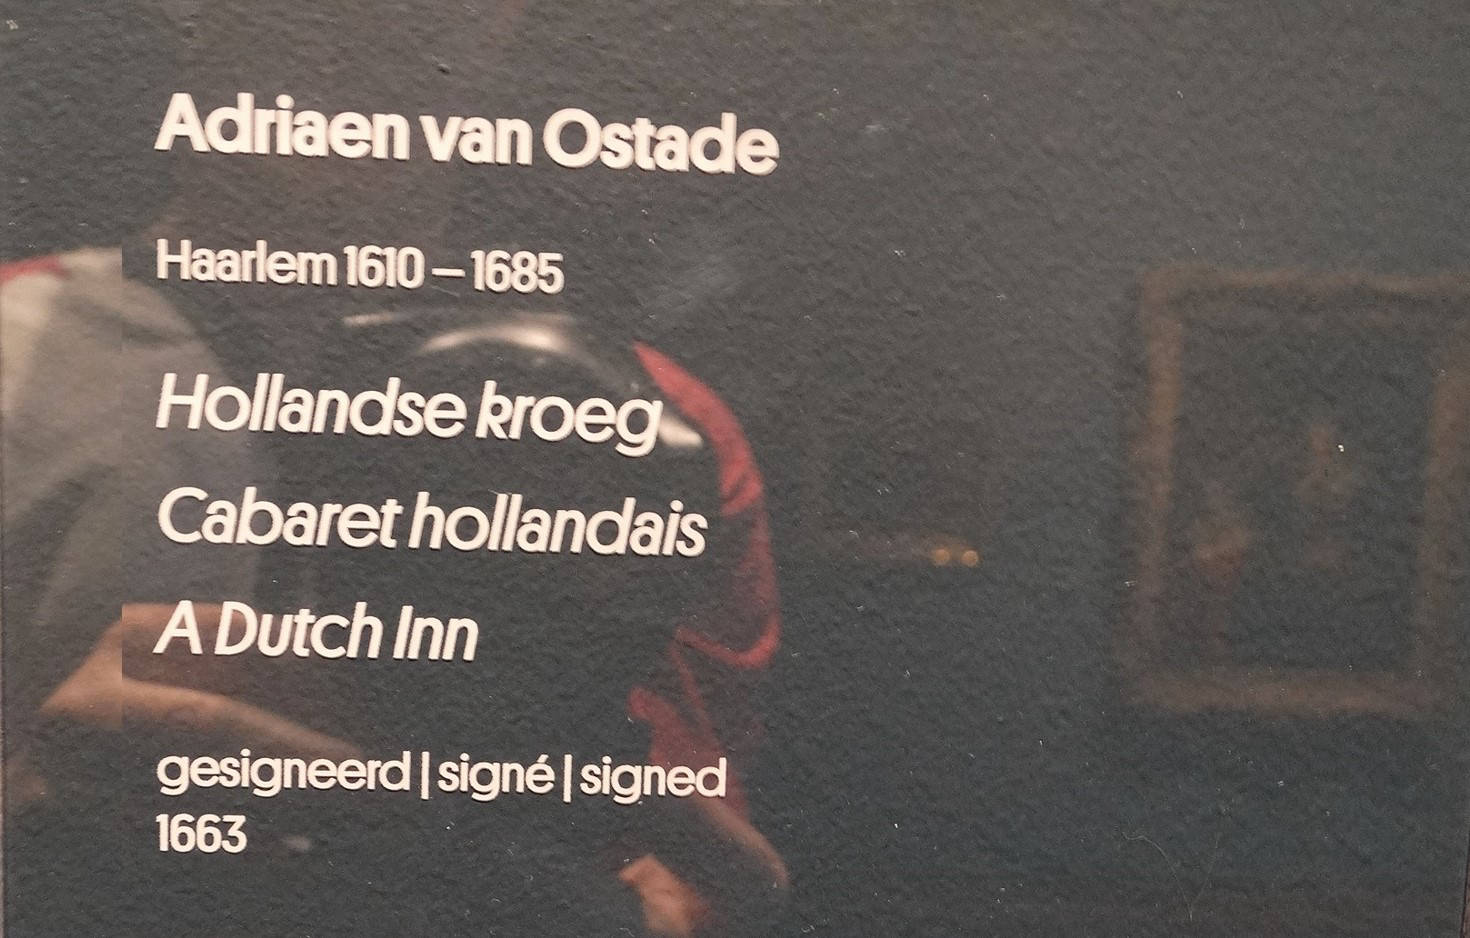 Adriaen van Ostade
Haarlem 1610 – 1685
Hollandse kroeg
Cabaret hollandais
A Dutch Inn
gesigneerd | signé | signed
1663